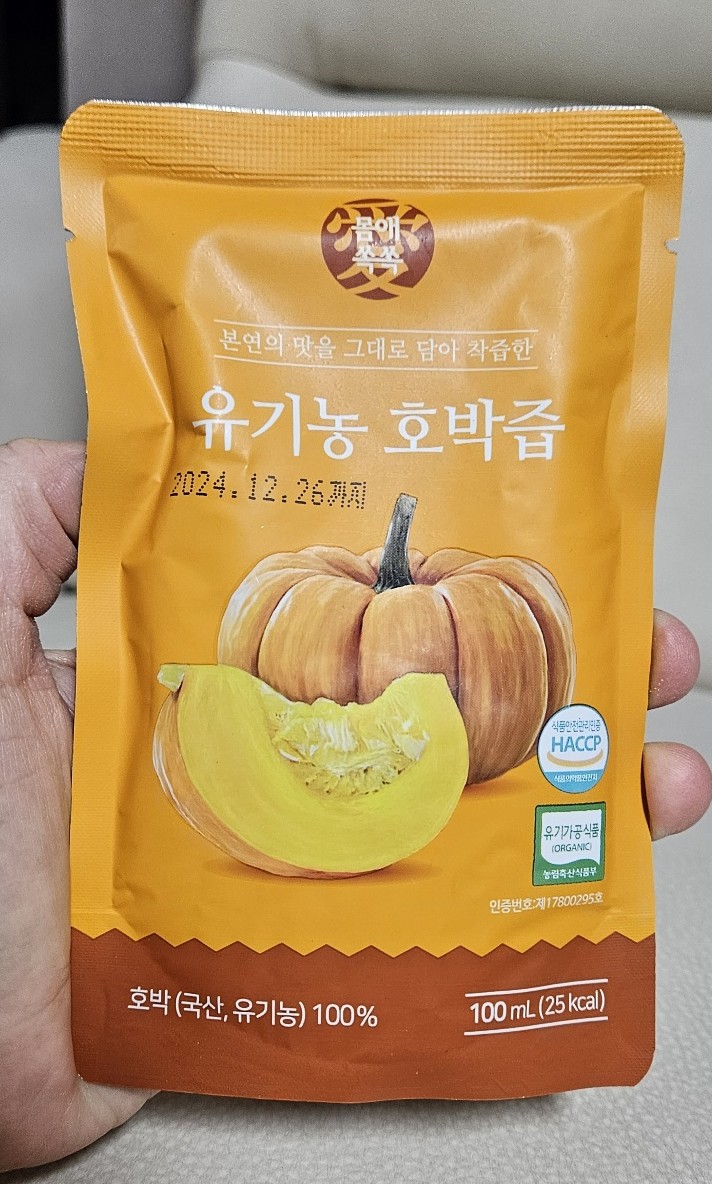 몸애
쏙쏙
본연의 맛을 그대로 담아 착즙한
유기농 호박즙
2024.12.26까지
식품안전관리인증
HACCP
식품의약품안전처
유기가공식품
(ORGANIC)
농림축산식품부
인증번호:제17800295호
호박 (국산, 유기농) 100%
100 mL (25 kcal)